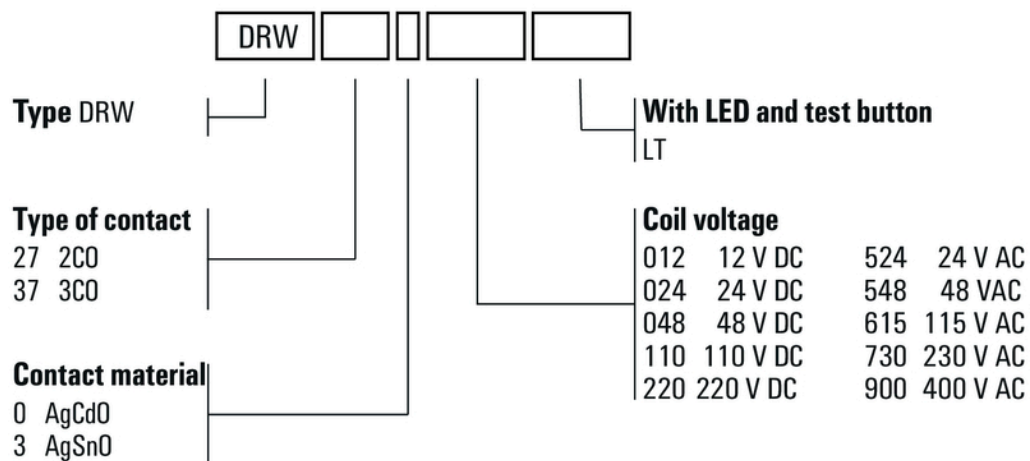 DRW
Type DRW
With LED and test button
LT
Type of contact
27 2CO
37 3CO
Coil voltage
012 12 V DC 524 24 V AC
024 24 V DC 548 48 VAC
048 48 V DC 615 115 V AC
110 110 V DC 730 230 V AC
220 220 V DC 900 400 V AC
Contact material
0 AgCdO
3 AgSnO